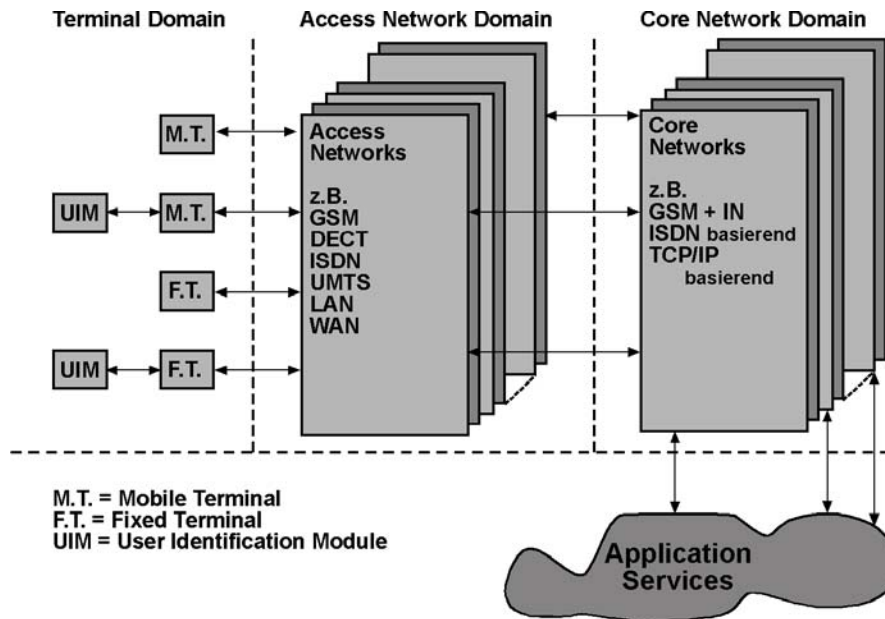 Terminal Domain
Access Network Domain
Core Network Domain
M.T.
UIM
M.T.
F.T.
UIM
F.T.
Access
Networks
z.B.
GSM
DECT
ISDN
UMTS
LAN
WAN
Core
Networks
z.B.
GSM + IN
ISDN basierend
TCP/IP
basierend
M.T. = Mobile Terminal
F.T. = Fixed Terminal
UIM = User Identification Module
Application
Services